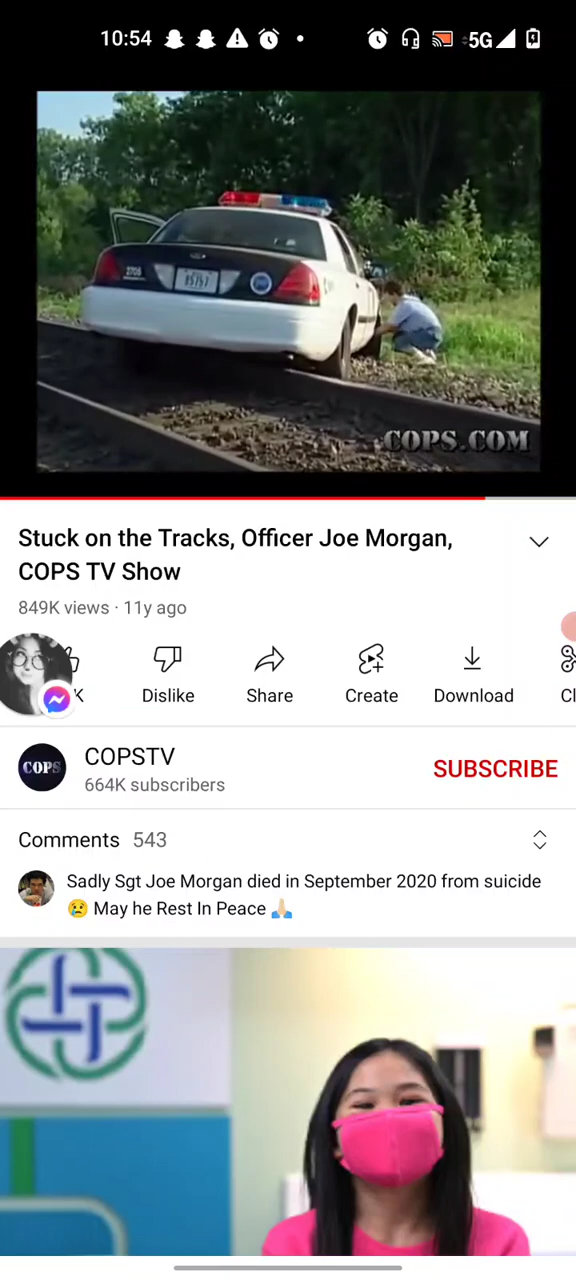 10:54
5G
2706
85757
COPS.COM
Stuck on the Tracks, Officer Joe Morgan,
COPS TV Show
849K views · 11y ago
K
Dislike
Share
Create
Download
Cl
COPS
COPSTV
664K subscribers
SUBSCRIBE
Comments 543
Sadly Sgt Joe Morgan died in September 2020 from suicide
😢 May he Rest In Peace 🙏🏼